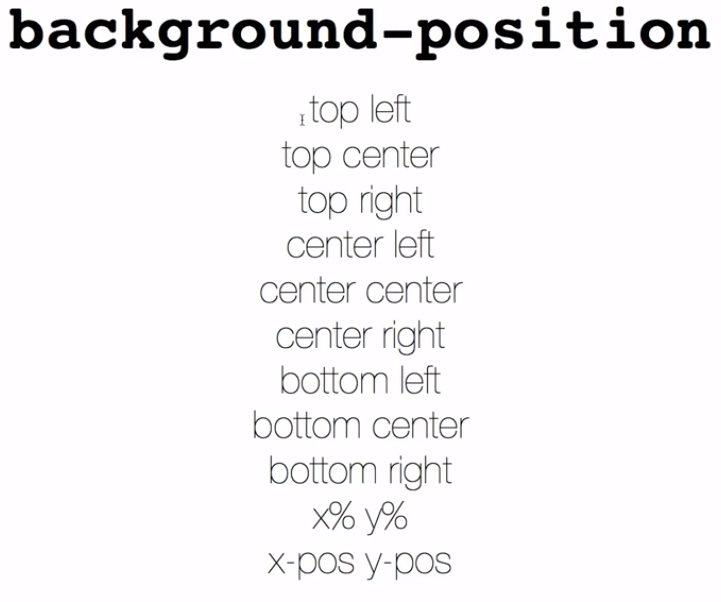 background-position
top left
top center
top right
center left
center center
center right
bottom left
bottom center
bottom right
x% y%
x-pos y-pos